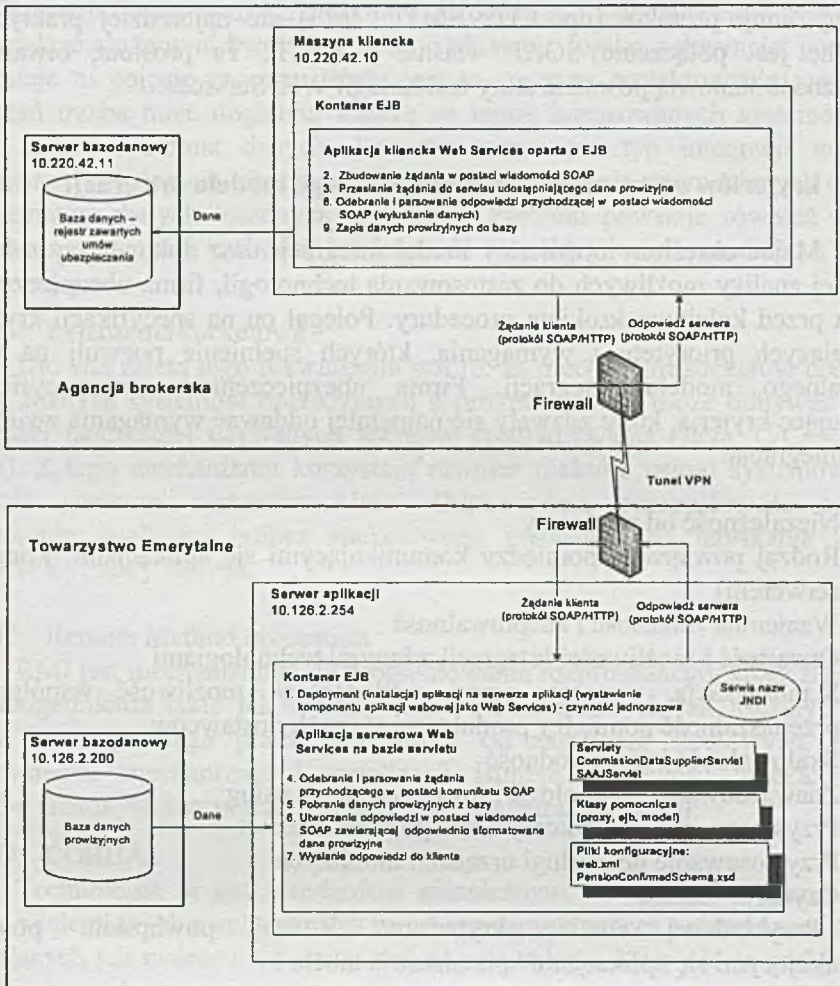 Maszyna kliencka
10.220.42.10
Kontener EJB
Serwer bazodanowy
10.220.42.11
Aplikacja kliencka Web Services oparta o EJB
2. Zbudowanie żądania w postaci wiadomości SOAP
3. Przesłanie żądania do serwisu udostępniającego dane prowizyjne
8. Odebranie i parsowanie odpowiedzi przychodzącej w postaci wiadomości
SOAP (wyłuskanie danych)
9. Zapis danych prowizyjnych do bazy
Baza danych –
rejestr zawartych
umów
ubezpieczenia
Dane
Żądanie klienta
(protokół SOAP/HTTP)
Odpowiedź serwera
(protokół SOAP/HTTP)
Agencja brokerska
Firewall
Tunel VPN
Firewall
Towarzystwo Emerytalne
Serwer aplikacji
10.126.2.254
Żądanie klienta
(protokół SOAP/HTTP)
Odpowiedź serwera
(protokół SOAP/HTTP)
Kontener EJB
1. Deployment (instalacja) aplikacji na serwerze aplikacji (wystawienie
komponentu aplikacji webowej jako Web Services) - czynność jednorazowa
Serwis nazw
JNDI
Serwer bazodanowy
10.126.2.200
Aplikacja serwerowa Web
Services na bazie servletu
4. Odebranie i parsowanie żądania
przychodzącego w postaci komunikatu SOAP
5. Pobranie danych prowizyjnych z bazy
6. Utworzenie odpowiedzi w postaci wiadomości
SOAP zawierającej odpowiednio sformatowane
dane prowizyjne
7. Wysłanie odpowiedzi do klienta
Servlety
CommissionDataSupplierServlet
SAAJServlet
Klasy pomocnicze
(proxy, ejb, model)
Pliki konfiguracyjne:
web.xml
PensionConfirmedSchema.xsd
Baza danych
prowizyjnych
Dane